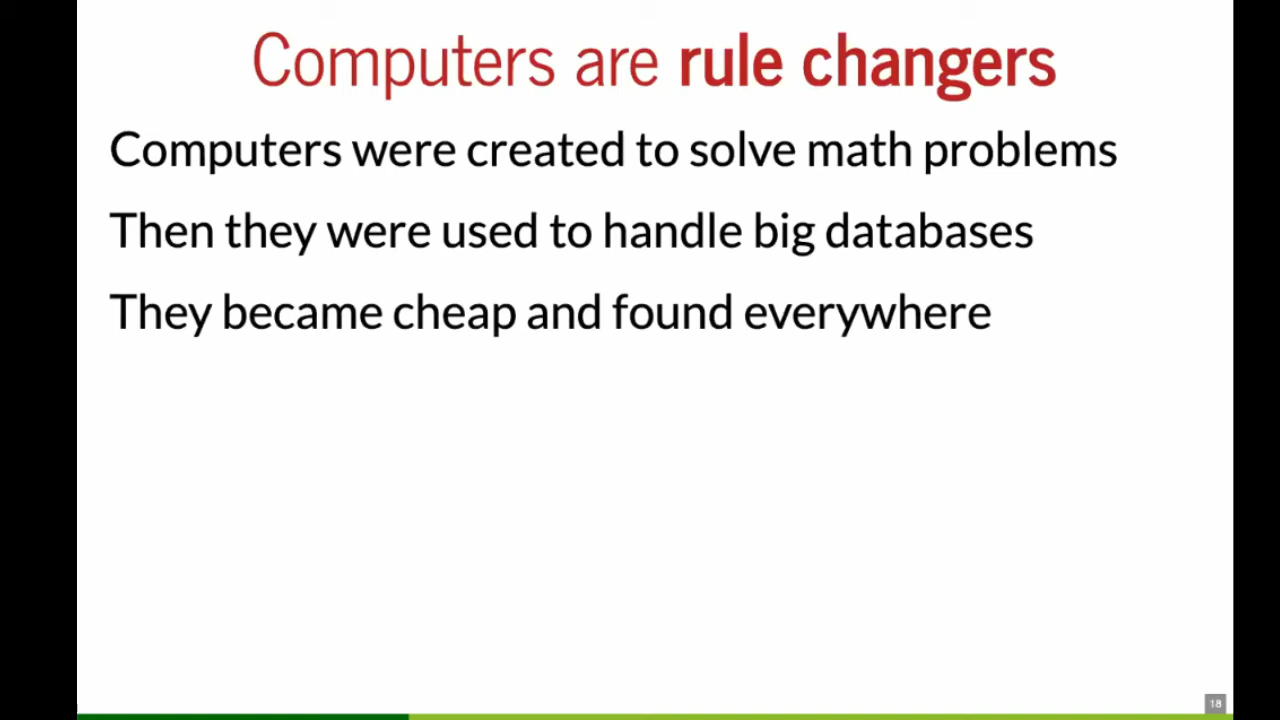 Computers are rule changers
Computers were created to solve math problems
Then they were used to handle big databases
They became cheap and found everywhere
18